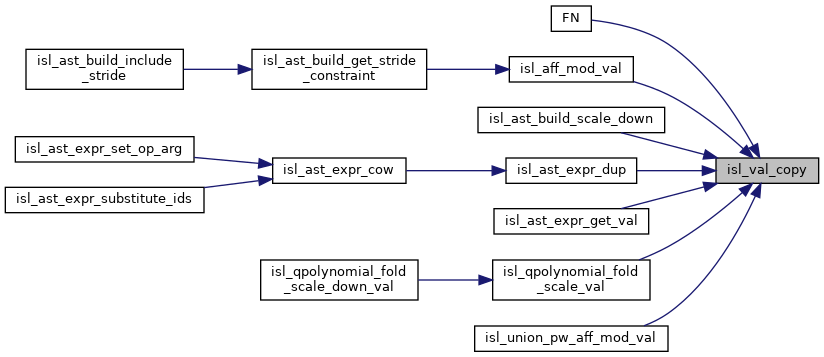 FN
isl_ast_build_include
_stride
isl_ast_build_get_stride
_constraint
isl_aff_mod_val
isl_ast_build_scale_down
isl_ast_expr_set_op_arg
isl_ast_expr_cow
isl_ast_expr_dup
isl_val_copy
isl_ast_expr_substitute_ids
isl_ast_expr_get_val
isl_qpolynomial_fold
_scale_down_val
isl_qpolynomial_fold
_scale_val
isl_union_pw_aff_mod_val